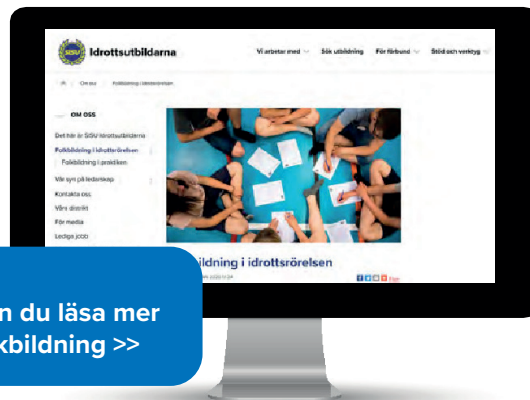 SISU
Idrottsutbildarna
Vi arbetar med
Sök utbildning
För förbund
Stöd och verktyg
Om oss
Folkbildning i idrottsrörelsen
OM OSS
Det här är SISU Idrottsutbildarna
Folkbildning i idrottsrörelsen
Folkbildning i praktiken
Vår syn på ledarskap
Kontakta oss
Våra distrikt
För media
Lediga jobb
ildning i idrottsrörelsen
n du läsa mer
kbildning >>